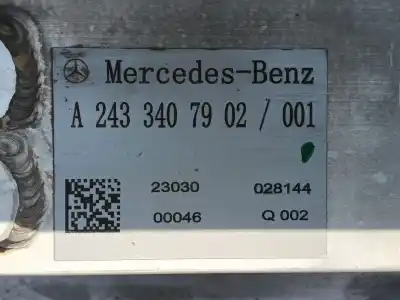 Mercedes-Benz
A 243 340 79 02 / 001
23030 028144
00046 Q 002